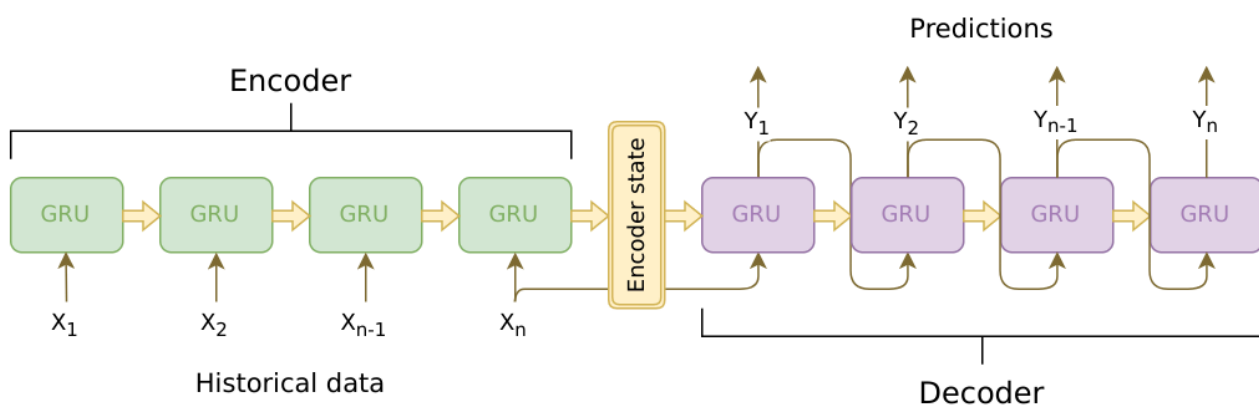 Predictions
Encoder
Y1 Y2 Yn-1 Yn
GRU GRU GRU GRU Encoder state GRU GRU GRU GRU
X1 X2 Xn-1 Xn
Historical data
Decoder